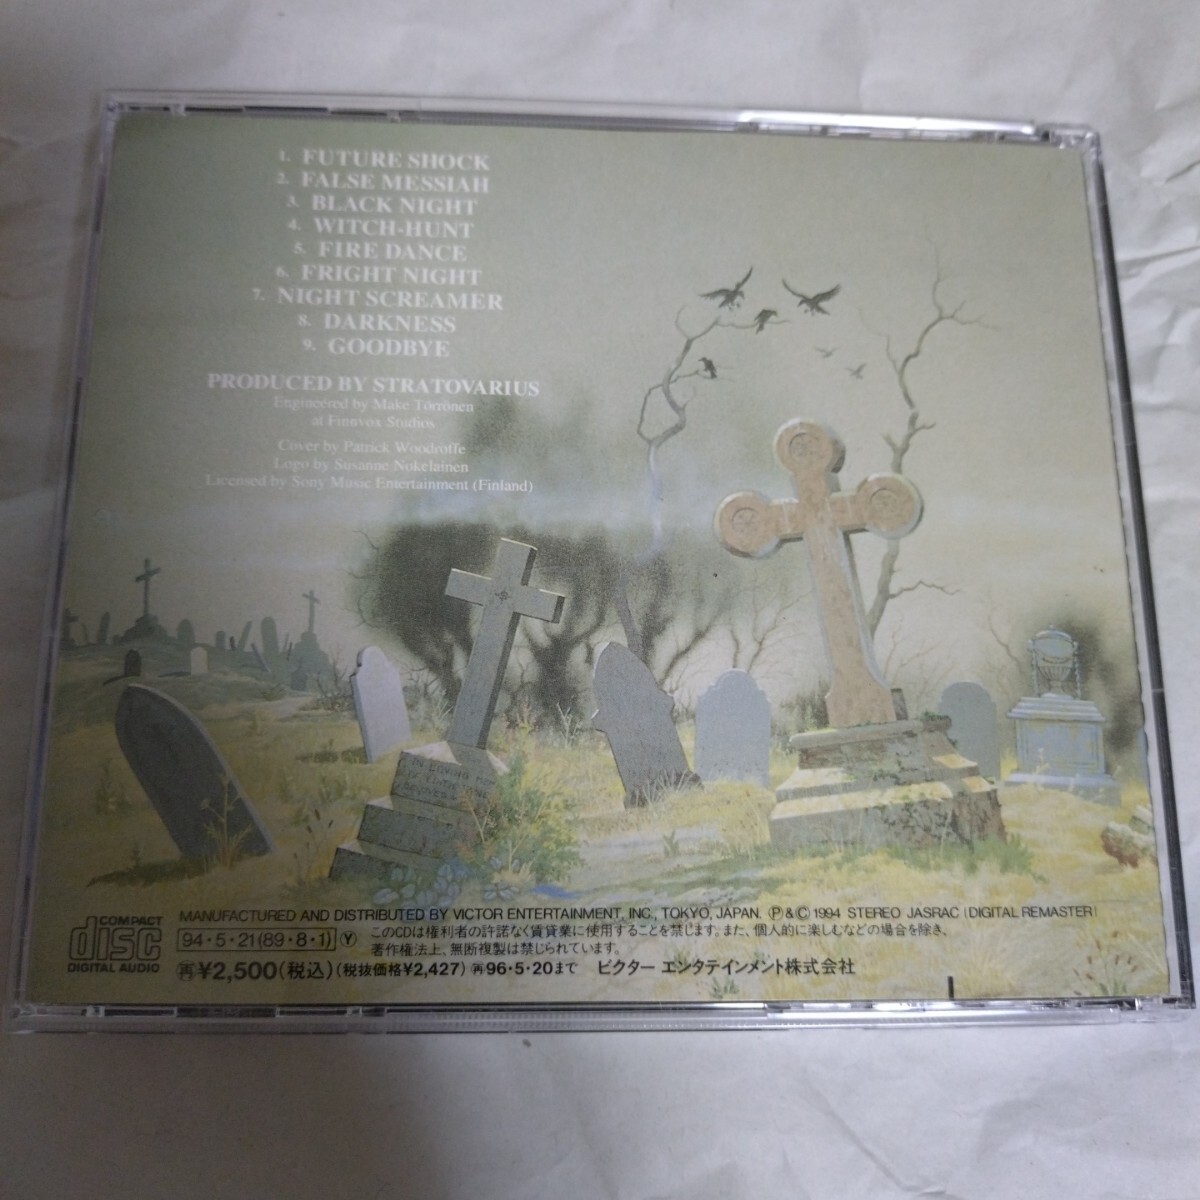 1. FUTURE SHOCK
2. FALSE MESSIAH
3. BLACK NIGHT
4. WITCH-HUNT
5. FIRE DANCE
6. FRIGHT NIGHT
7. NIGHT SCREAMER
8. DARKNESS
9. GOODBYE
PRODUCED BY STRATOVARIUS
Engineered by Make Törrönen
at Finnvox Studios
Cover by Patrick Woodroffe
Logo by Susanne Nokelainen
Licensed by Sony Music Entertainment (Finland)
IN LOVING
COMPACT
disc
DIGITAL AUDIO
MANUFACTURED AND DISTRIBUTED BY VICTOR ENTERTAINMENT, INC., TOKYO, JAPAN. Ⓟ & Ⓒ 1994 STEREO JASRAC (DIGITAL REMASTER)
94・5・21(89・8・1) Ⓨ
このCDは権利者の許諾なく賃貸業に使用することを禁じます。また、個人的に楽しむなどの場合を除き、
著作権法上、無断複製は禁じられています。
再¥2,500(税込)(税抜価格¥2,427) 再96・5・20まで ビクター エンタテインメント株式会社